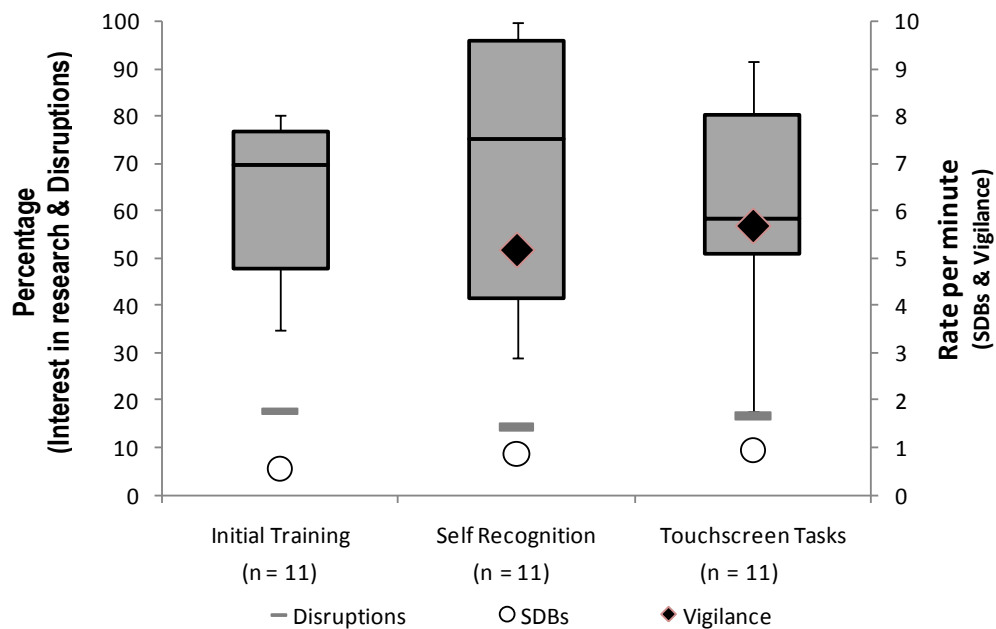 Percentage
(Interest in research & Disruptions)
100
90
80
70
60
50
40
30
20
10
0
10
9
8
7
6
5
4
3
2
1
0
Rate per minute
(SDBs & Vigilance)
Initial Training
(n = 11)
Self Recognition
(n = 11)
Touchscreen Tasks
(n = 11)
Disruptions
SDBs
Vigilance